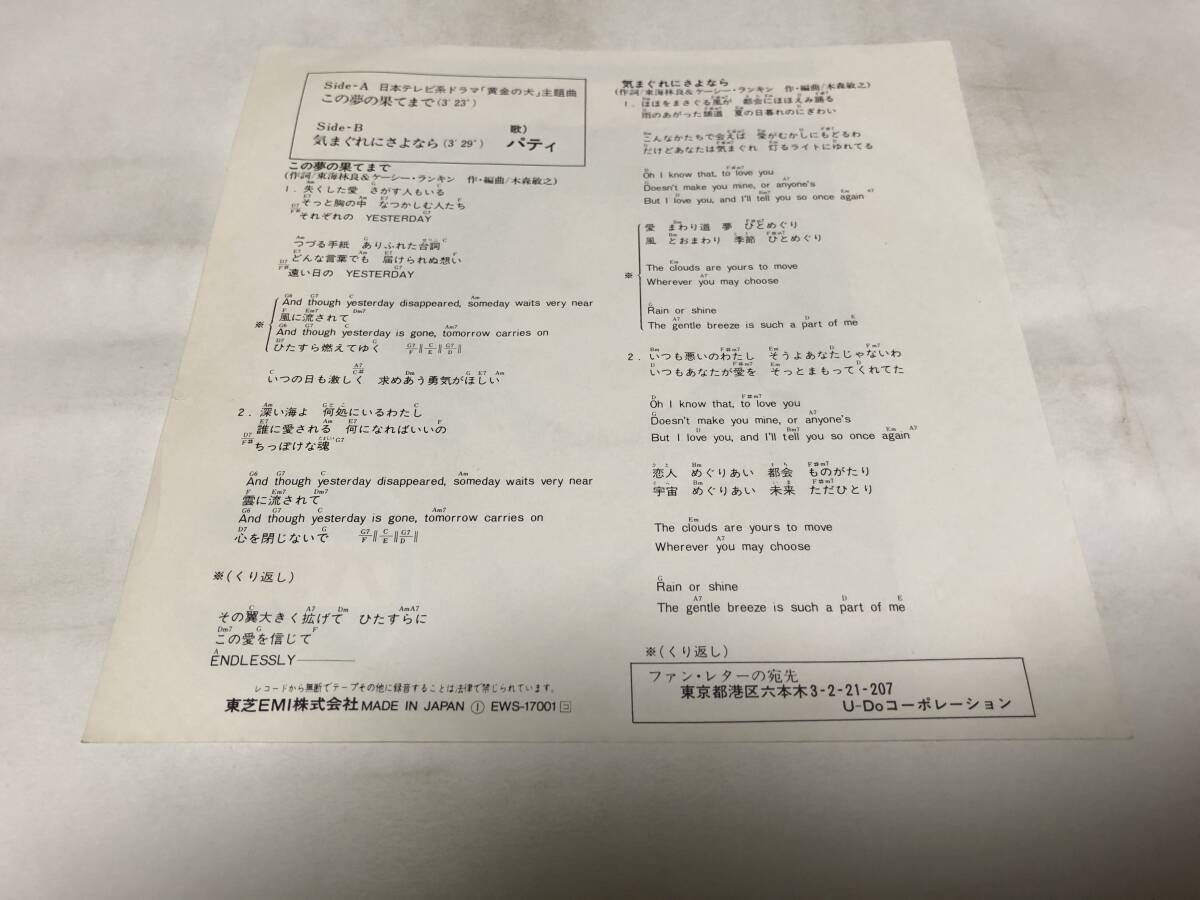 Side-A 日本テレビ系ドラマ「黄金の犬」主題曲
この夢の果てまで(3′23″)
Side-B 歌)
気まぐれにさよなら(3′29″) パティ
この夢の果てまで
(作詞/東海林良&ケーシー・ランキン 作・編曲/木森敏之)
1．失くした愛 さがす人もいる
そっと胸の中 なつかしむ人たち
それぞれの YESTERDAY
つづる手紙 ありふれた台詞
どんな言葉でも 届けられぬ想い
遠い日の YESTERDAY
And though yesterday disappeared, someday waits very near
風に流されて
※ And though yesterday is gone, tomorrow carries on
ひたすら燃えてゆく G7/F ‖ C/E ‖ G7/D ‖
いつの日も激しく 求めあう勇気がほしい
2．深い海よ 何処にいるわたし
誰に愛される 何になればいいの
ちっぽけな魂
And though yesterday disappeared, someday waits very near
雲に流されて
And though yesterday is gone, tomorrow carries on
心を閉じないで G7/F ‖ C/E ‖ G7/D ‖
※(くり返し)
その翼大きく拡げて ひたすらに
この愛を信じて
ENDLESSLY―――
レコードから無断でテープその他に録音することは法律で禁じられています。
東芝EMI株式会社 MADE IN JAPAN Ⓘ EWS-17001 コ
気まぐれにさよなら
(作詞/東海林良&ケーシー・ランキン 作・編曲/木森敏之)
1．ほほをまさぐる風が 都会にほほえみ踊る
雨のあがった舗道 夏の日暮れのにぎわい
こんなかたちで会えば 愛がむかしにもどるわ
だけどあなたは気まぐれ 灯るライトにゆれてる
Oh I know that, to love you
Doesn't make you mine, or anyone's
But I love you, and I'll tell you so once again
愛 まわり道 夢 ひとめぐり
風 とおまわり 季節 ひとめぐり
※ The clouds are yours to move
Wherever you may choose
Rain or shine
The gentle breeze is such a part of me
2．いつも悪いのわたし そうよあなたじゃないわ
いつもあなたが愛を そっとまもってくれてた
Oh I know that, to love you
Doesn't make you mine, or anyone's
But I love you, and I'll tell you so once again
恋人 めぐりあい 都会 ものがたり
宇宙 めぐりあい 未来 ただひとり
The clouds are yours to move
Wherever you may choose
Rain or shine
The gentle breeze is such a part of me
※(くり返し)
ファン・レターの宛先
東京都港区六本木3-2-21-207
U-Doコーポレーション